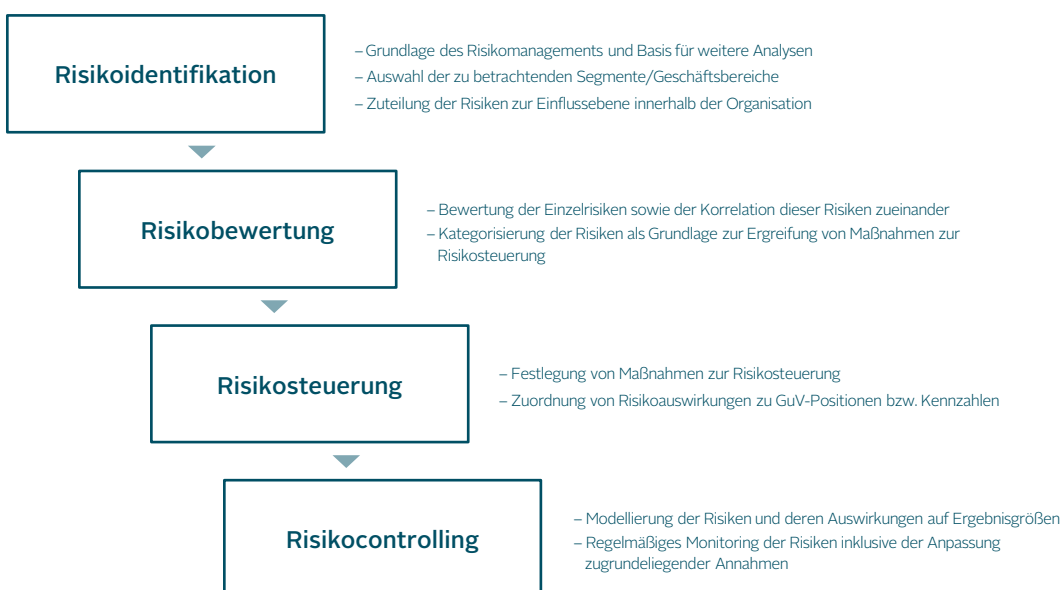 Risikoidentifikation
– Grundlage des Risikomanagements und Basis für weitere Analysen
– Auswahl der zu betrachtenden Segmente/Geschäftsbereiche
– Zuteilung der Risiken zur Einflussebene innerhalb der Organisation
Risikobewertung
– Bewertung der Einzelrisiken sowie der Korrelation dieser Risiken zueinander
– Kategorisierung der Risiken als Grundlage zur Ergreifung von Maßnahmen zur
Risikosteuerung
Risikosteuerung
– Festlegung von Maßnahmen zur Risikosteuerung
– Zuordnung von Risikoauswirkungen zu GuV-Positionen bzw. Kennzahlen
Risikocontrolling
– Modellierung der Risiken und deren Auswirkungen auf Ergebnisgrößen
– Regelmäßiges Monitoring der Risiken inklusive der Anpassung
zugrundeliegender Annahmen